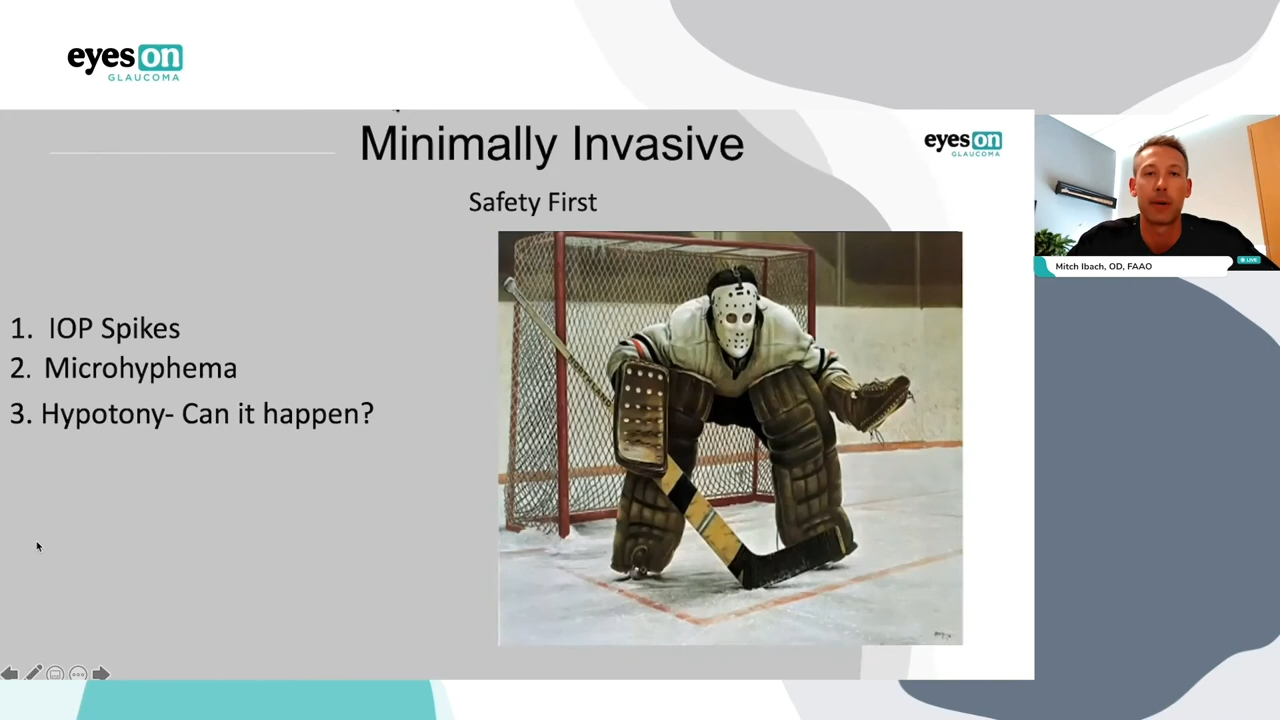 eyes on
GLAUCOMA
Minimally Invasive
eyes on
GLAUCOMA
Safety First
1. IOP Spikes
2. Microhyphema
3. Hypotony- Can it happen?
Mitch Ibach, OD, FAAO
LIVE